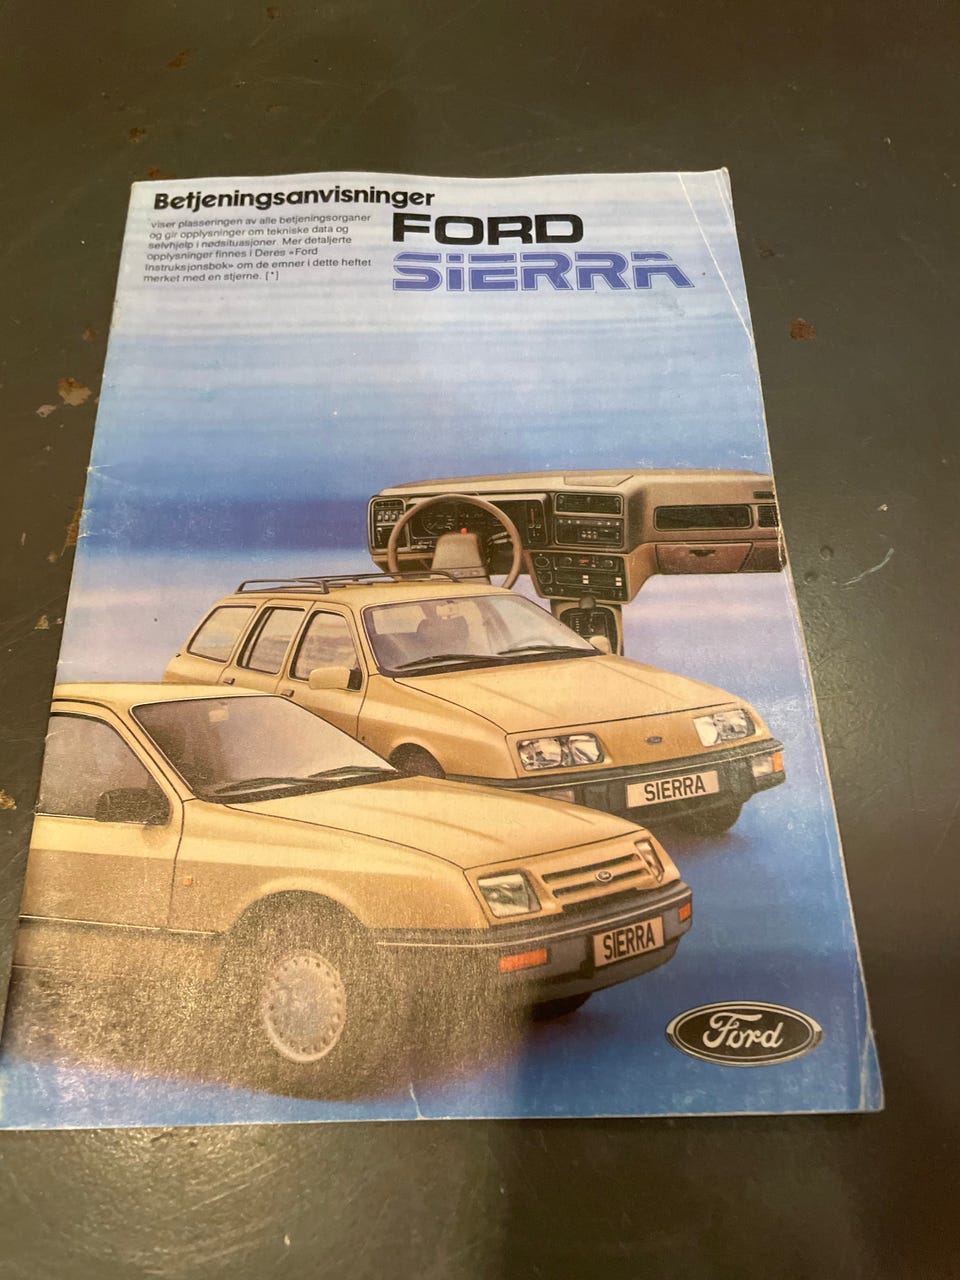 Betjeningsanvisninger
viser plasseringen av alle betjeningsorganer
og gir opplysninger om tekniske data og
selvhjelp i nødsituasjoner. Mer detaljerte
opplysninger finnes i Deres «Ford
Instruksjonsbok» om de emner i dette heftet
merket med en stjerne. [*]
FORD
SIERRA
SIERRA
SIERRA
Ford